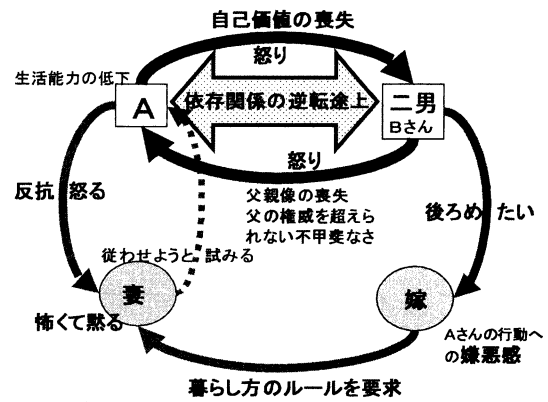 自己価値の喪失
怒り
生活能力の低下
A
依存関係の逆転途上
二男
Bさん
怒り
反抗 怒る
父親像の喪失
父の権威を超えら
れない不甲斐なさ
後ろめたい
従わせようと試みる
妻
嫁
怖くて黙る
Aさんの行動へ
の嫌悪感
暮らし方のルールを要求